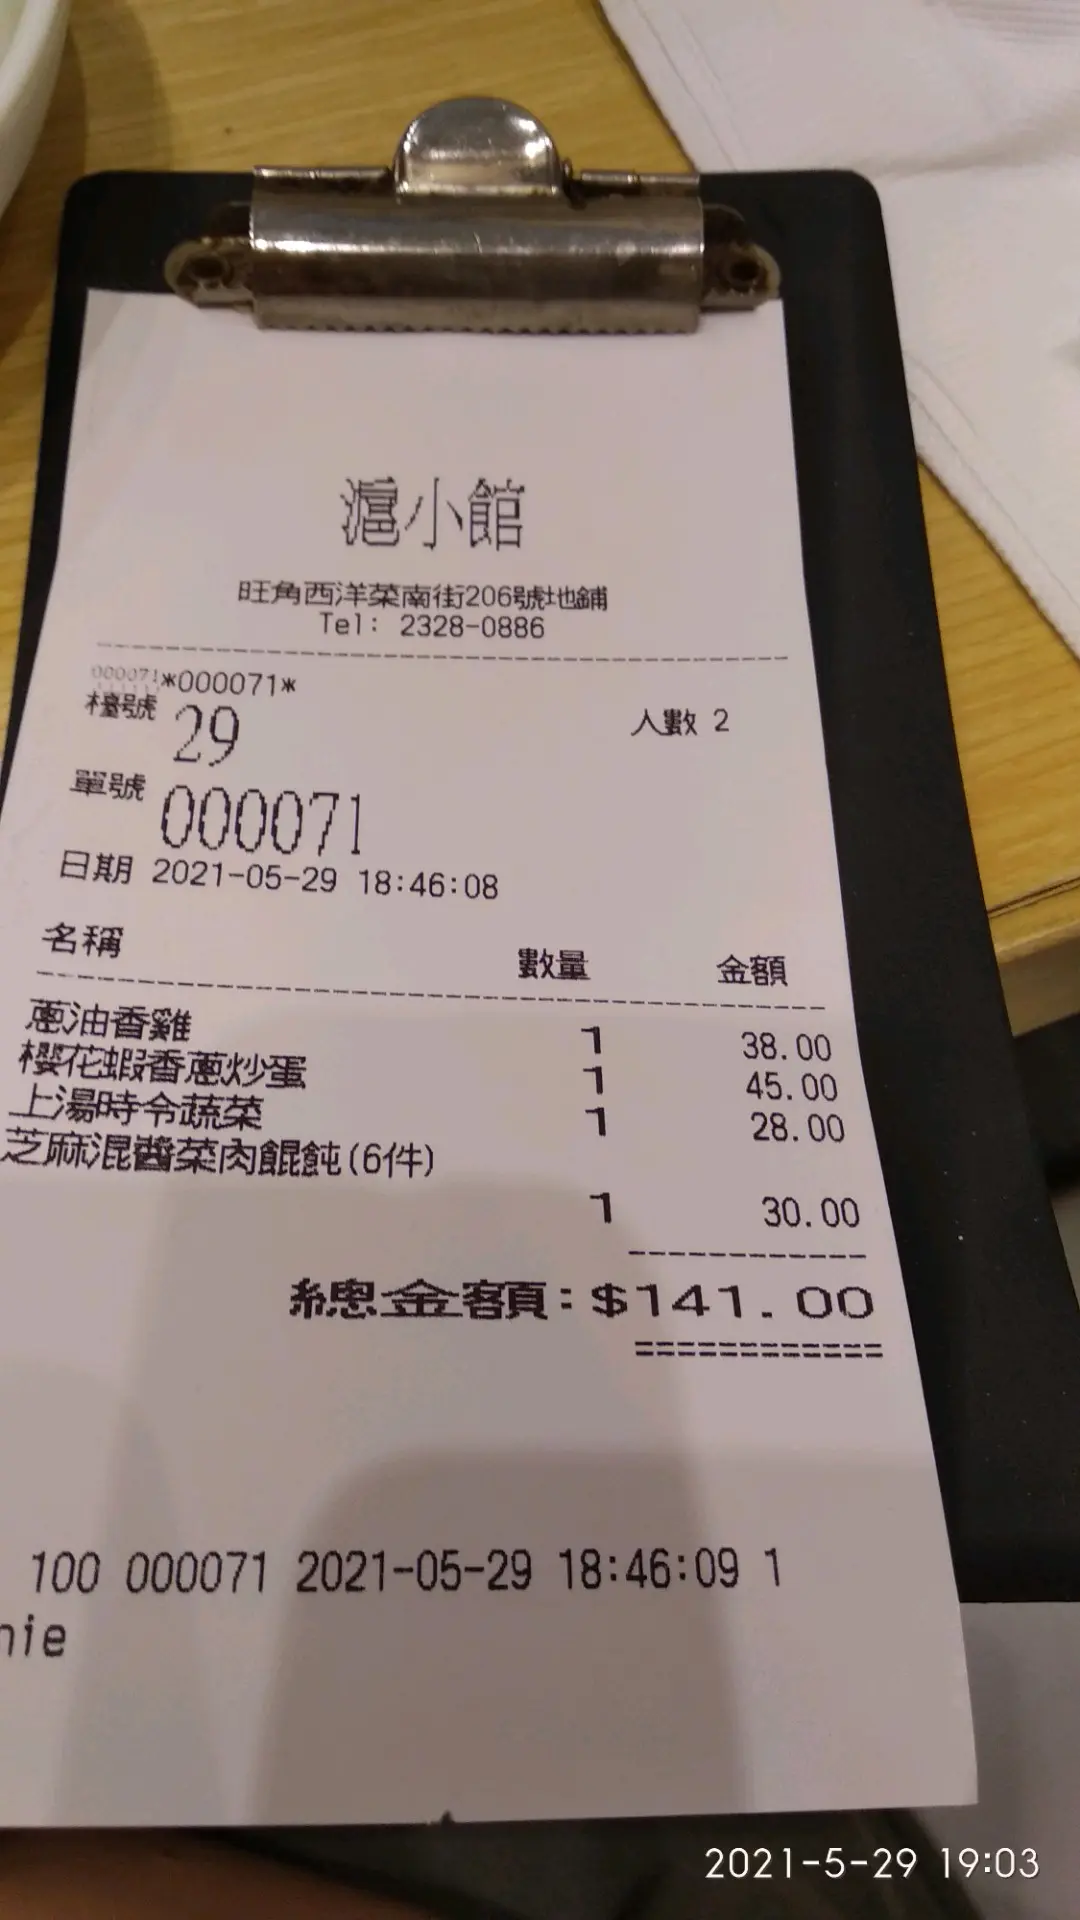 滬小館
旺角西洋菜南街206號地鋪
Tel: 2328-0886
000071*000071*
檯號 29 人數 2
單號 000071
日期 2021-05-29 18:46:08
名稱 數量 金額
蔥油香雞 1 38.00
櫻花蝦香蔥炒蛋 1 45.00
上湯時令蔬菜 1 28.00
芝麻混醬菜肉餛飩(6件)
1 30.00
總金額:$141.00
100 000071 2021-05-29 18:46:09 1
nie
2021-5-29 19:03